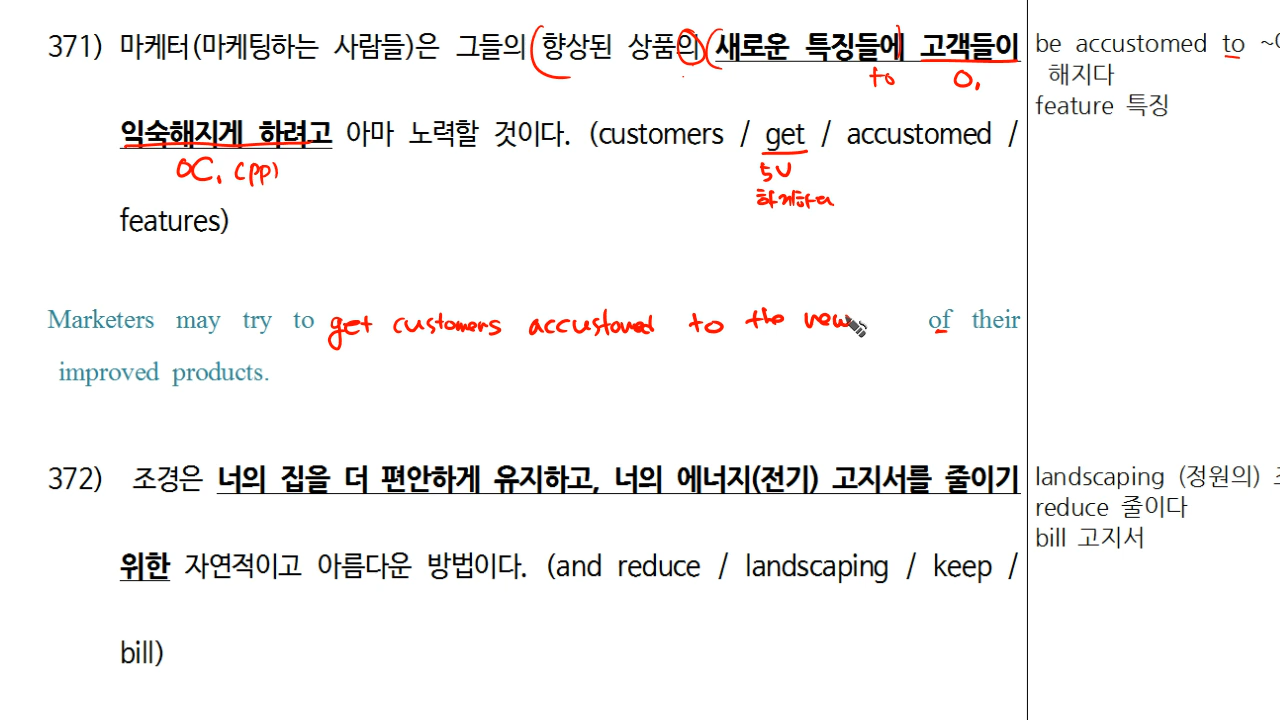 371) 마케터(마케팅하는 사람들)은 그들의 (향상된 상품의 (새로운 특징들에) 고객들이
to O.
익숙해지게 하려고 아마 노력할 것이다. (customers / get / accustomed /
OC. (pp) 5V
하게하다
features)
Marketers may try to get customers accustomed to the new of their
improved products.
372) 조경은 너의 집을 더 편안하게 유지하고, 너의 에너지(전기) 고지서를 줄이기
위한 자연적이고 아름다운 방법이다. (and reduce / landscaping / keep /
bill)
be accustomed to ~에
해지다
feature 특징
landscaping (정원의)
reduce 줄이다
bill 고지서